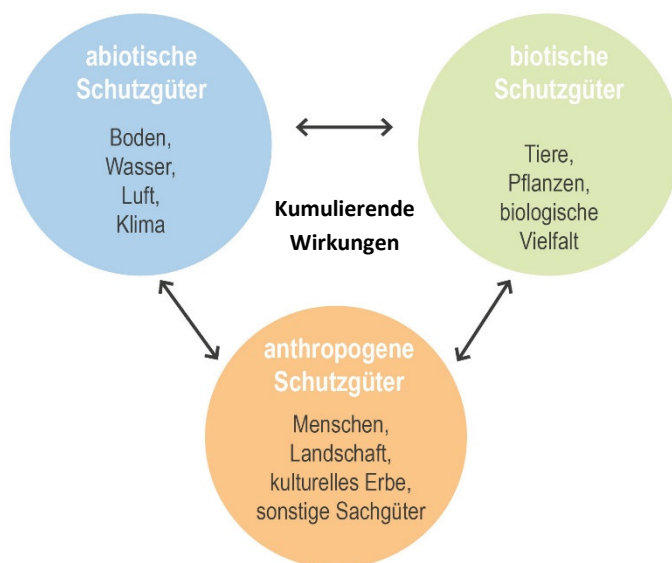 abiotische
Schutzgüter
Boden,
Wasser,
Luft,
Klima
biotische
Schutzgüter
Tiere,
Pflanzen,
biologische
Vielfalt
Kumulierende
Wirkungen
anthropogene
Schutzgüter
Menschen,
Landschaft,
kulturelles Erbe,
sonstige Sachgüter